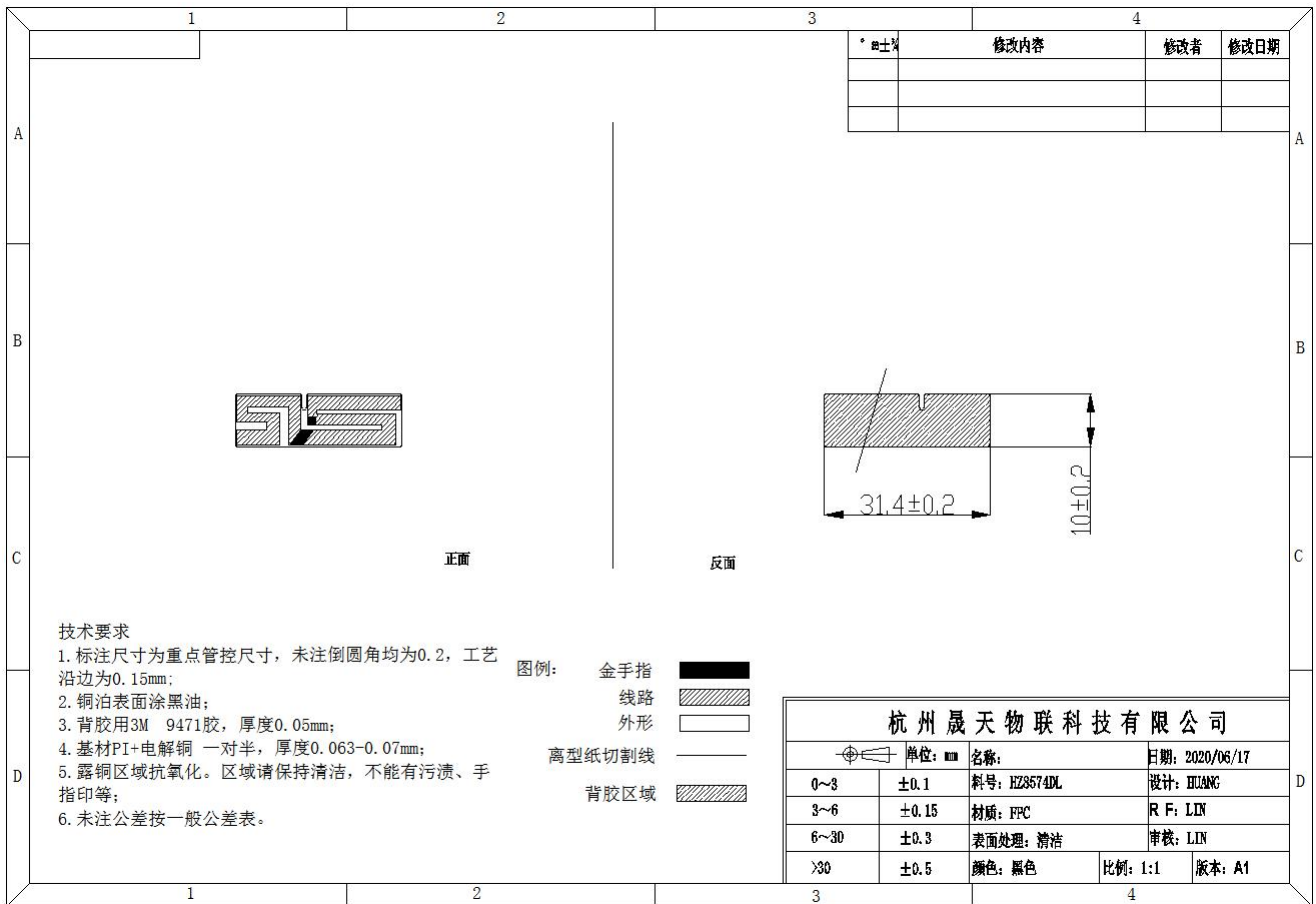 1 2 3 4
修改内容 修改者 修改日期
A A
B B
C C
D D
31.4±0.2
10±0.2
正面
反面
技术要求
1.标注尺寸为重点管控尺寸，未注倒圆角均为0.2，工艺
沿边为0.15mm;
2.铜泊表面涂黑油;
3.背胶用3M 9471胶，厚度0.05mm;
4.基材PI+电解铜 一对半，厚度0.063-0.07mm;
5.露铜区域抗氧化。区域请保持清洁，不能有污渍、手
指印等;
6.未注公差按一般公差表。
图例： 金手指
线路
外形
离型纸切割线
背胶区域
杭州晟天物联科技有限公司
单位：mm 名称： 日期：2020/06/17
0~3 ±0.1 料号：HZ3574DL 设计：HUANG
3~6 ±0.15 材质：FPC R F：LIN
6~30 ±0.3 表面处理：清洁 审核：LIN
>30 ±0.5 颜色：黑色 比例：1:1 版本：A1
1 2 3 4